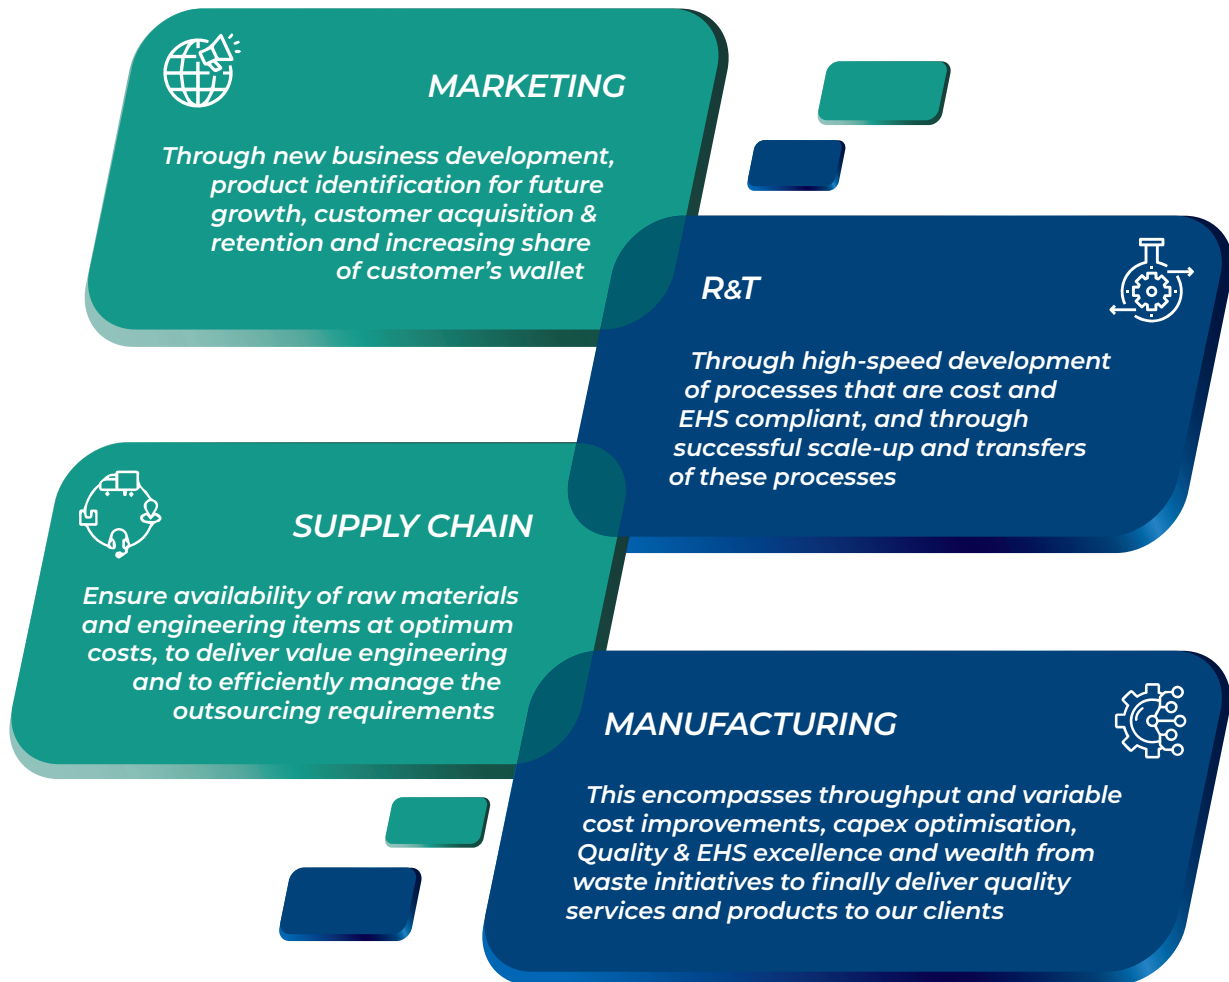 MARKETING
Through new business development,
product identification for future
growth, customer acquisition &
retention and increasing share
of customer’s wallet
R&T
Through high-speed development
of processes that are cost and
EHS compliant, and through
successful scale-up and transfers
of these processes
SUPPLY CHAIN
Ensure availability of raw materials
and engineering items at optimum
costs, to deliver value engineering
and to efficiently manage the
outsourcing requirements
MANUFACTURING
This encompasses throughput and variable
cost improvements, capex optimisation,
Quality & EHS excellence and wealth from
waste initiatives to finally deliver quality
services and products to our clients